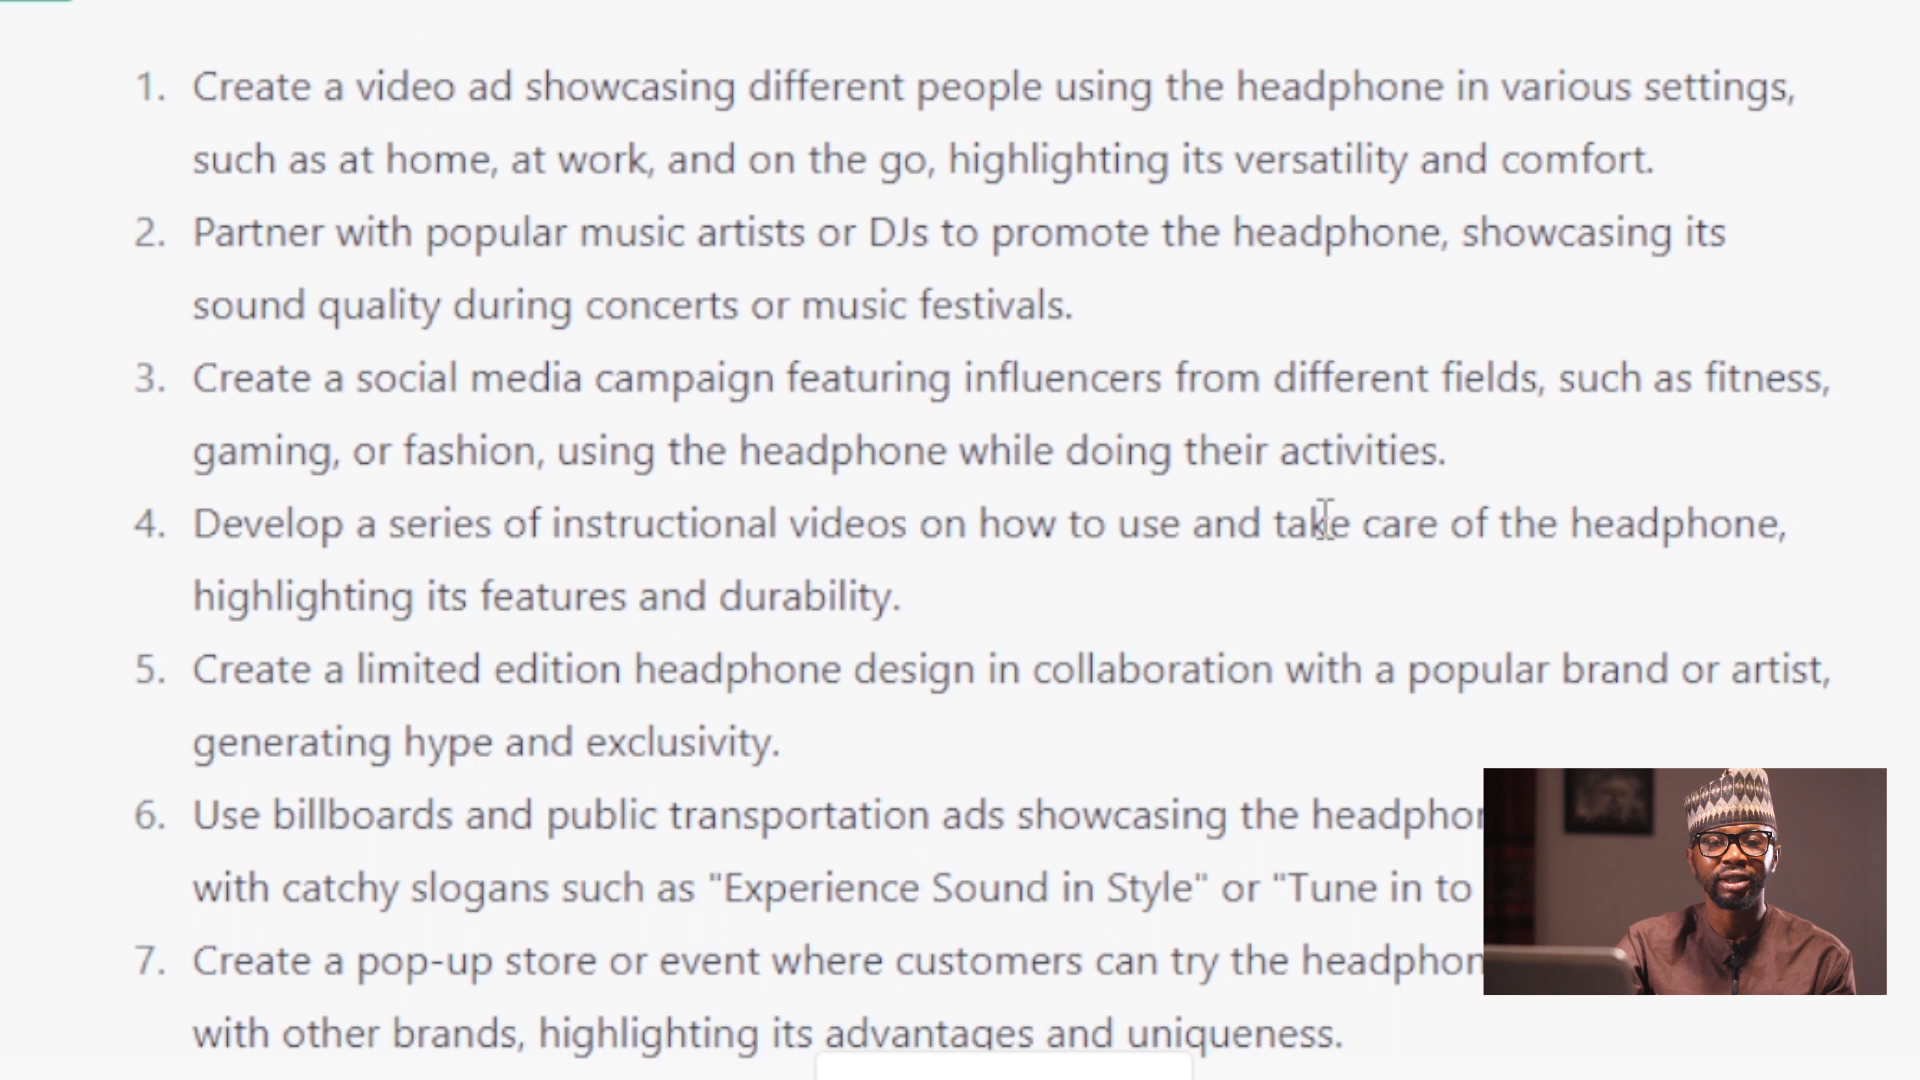 1. Create a video ad showcasing different people using the headphone in various settings,
such as at home, at work, and on the go, highlighting its versatility and comfort.
2. Partner with popular music artists or DJs to promote the headphone, showcasing its
sound quality during concerts or music festivals.
3. Create a social media campaign featuring influencers from different fields, such as fitness,
gaming, or fashion, using the headphone while doing their activities.
4. Develop a series of instructional videos on how to use and take care of the headphone,
highlighting its features and durability.
5. Create a limited edition headphone design in collaboration with a popular brand or artist,
generating hype and exclusivity.
6. Use billboards and public transportation ads showcasing the
with catchy slogans such as "Experience Sound in Style" or "Tune in to
7. Create a pop-up store or event where customers can try the
with other brands, highlighting its advantages and uniqueness.